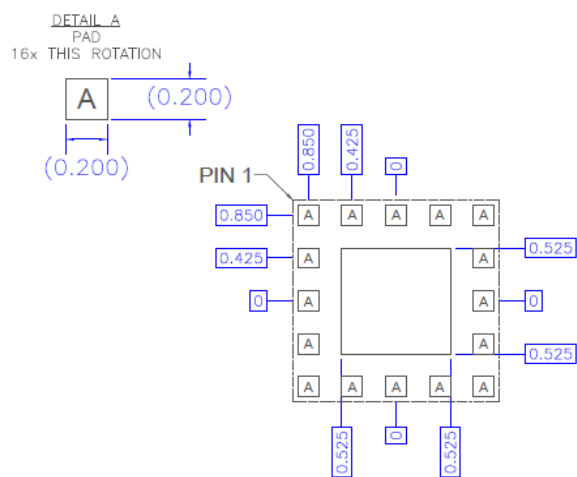 DETAIL A
PAD
16x THIS ROTATION
A
(0.200)
(0.200)
0.850
0.425
0
PIN 1
0.850
A A A A A
0.425
A
A
0.525
0
A
A
0
A
A
0.525
A A A A A
0.525
0
0.525